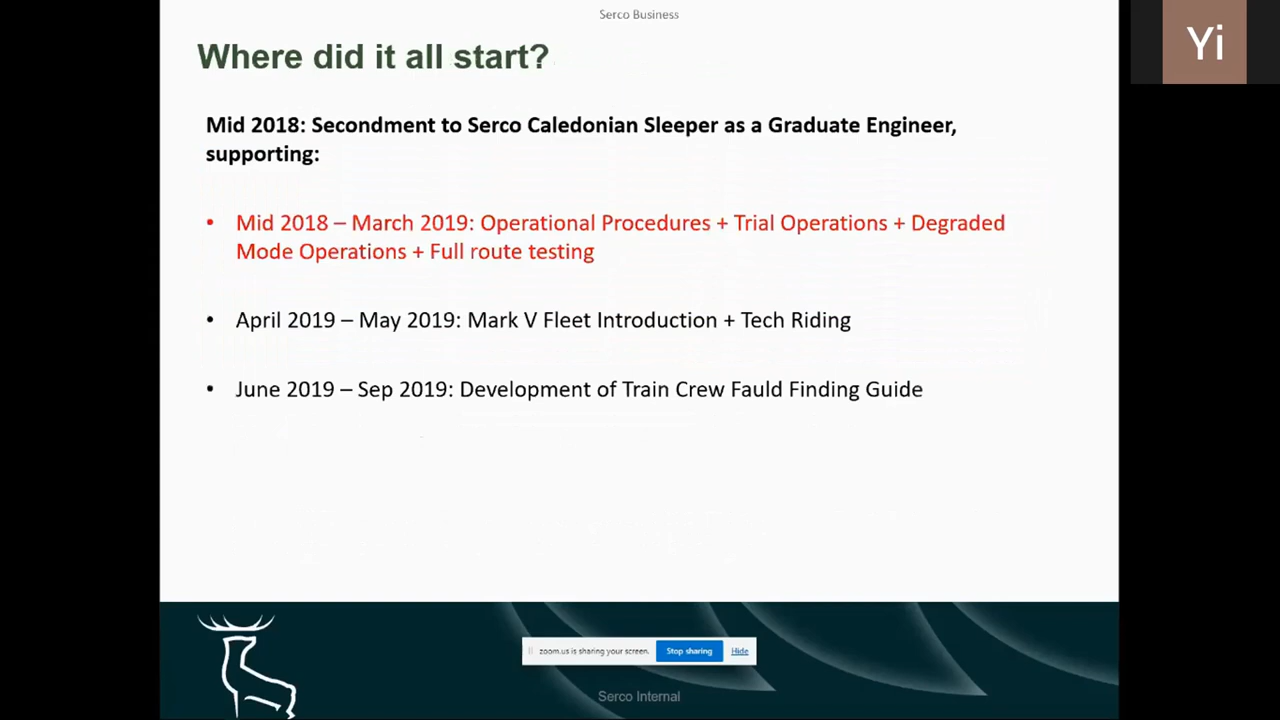 Serco Business
Yi
Where did it all start?
Mid 2018: Secondment to Serco Caledonian Sleeper as a Graduate Engineer,
supporting:
• Mid 2018 – March 2019: Operational Procedures + Trial Operations + Degraded
Mode Operations + Full route testing
• April 2019 – May 2019: Mark V Fleet Introduction + Tech Riding
• June 2019 – Sep 2019: Development of Train Crew Fauld Finding Guide
zoom.us is sharing your screen. Stop sharing Hide
Serco Internal